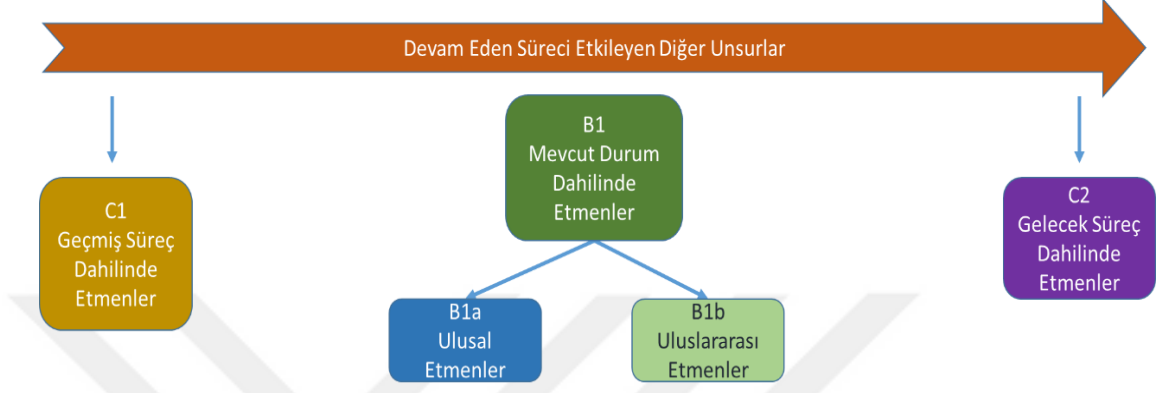 Devam Eden Süreci Etkileyen Diğer Unsurlar
B1
Mevcut Durum
Dahilinde
Etmenler
C1
Geçmiş Süreç
Dahilinde
Etmenler
C2
Gelecek Süreç
Dahilinde
Etmenler
B1a
Ulusal
Etmenler
B1b
Uluslararası
Etmenler